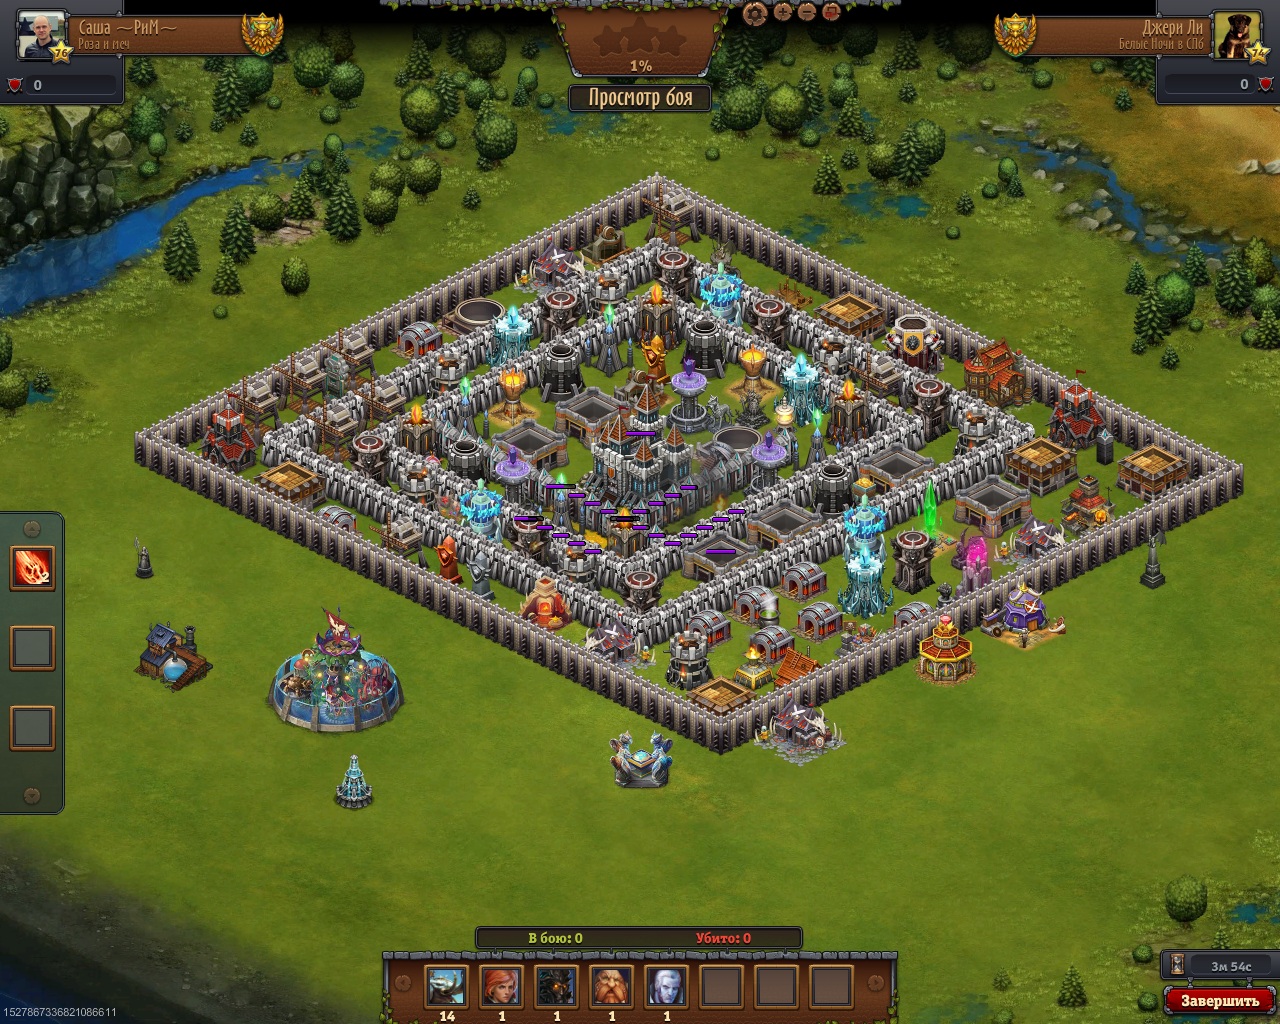 Саша ~РиМ~
Роза и меч
76
0
1%
Просмотр боя
Джери Ли
Белые Ночи в СПб
74
0
2
В бою: 0
Убито: 0
14
1
1
1
1
3м 54с
Завершить
1527867336821086611